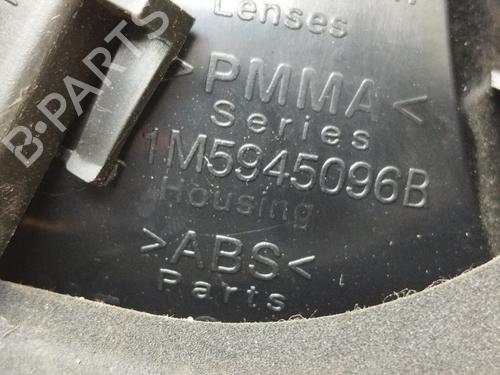 Lenses
>PMMA<
Series
1M5945096B
Housing
>ABS<
Parts
B-PARTS